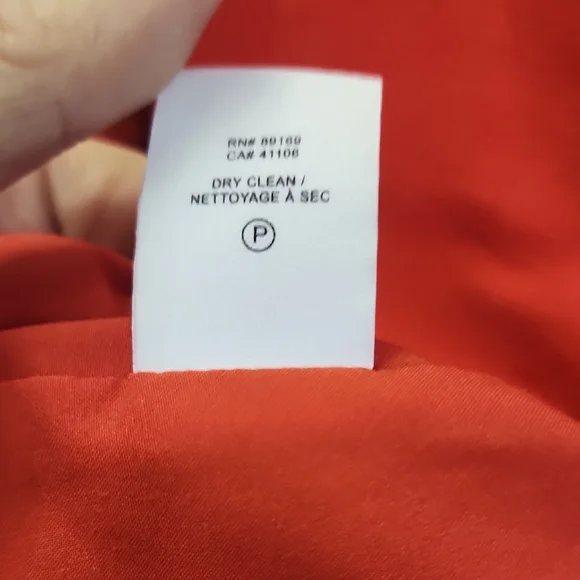 RN# 89169
CA# 41106
DRY CLEAN /
NETTOYAGE À SEC
P